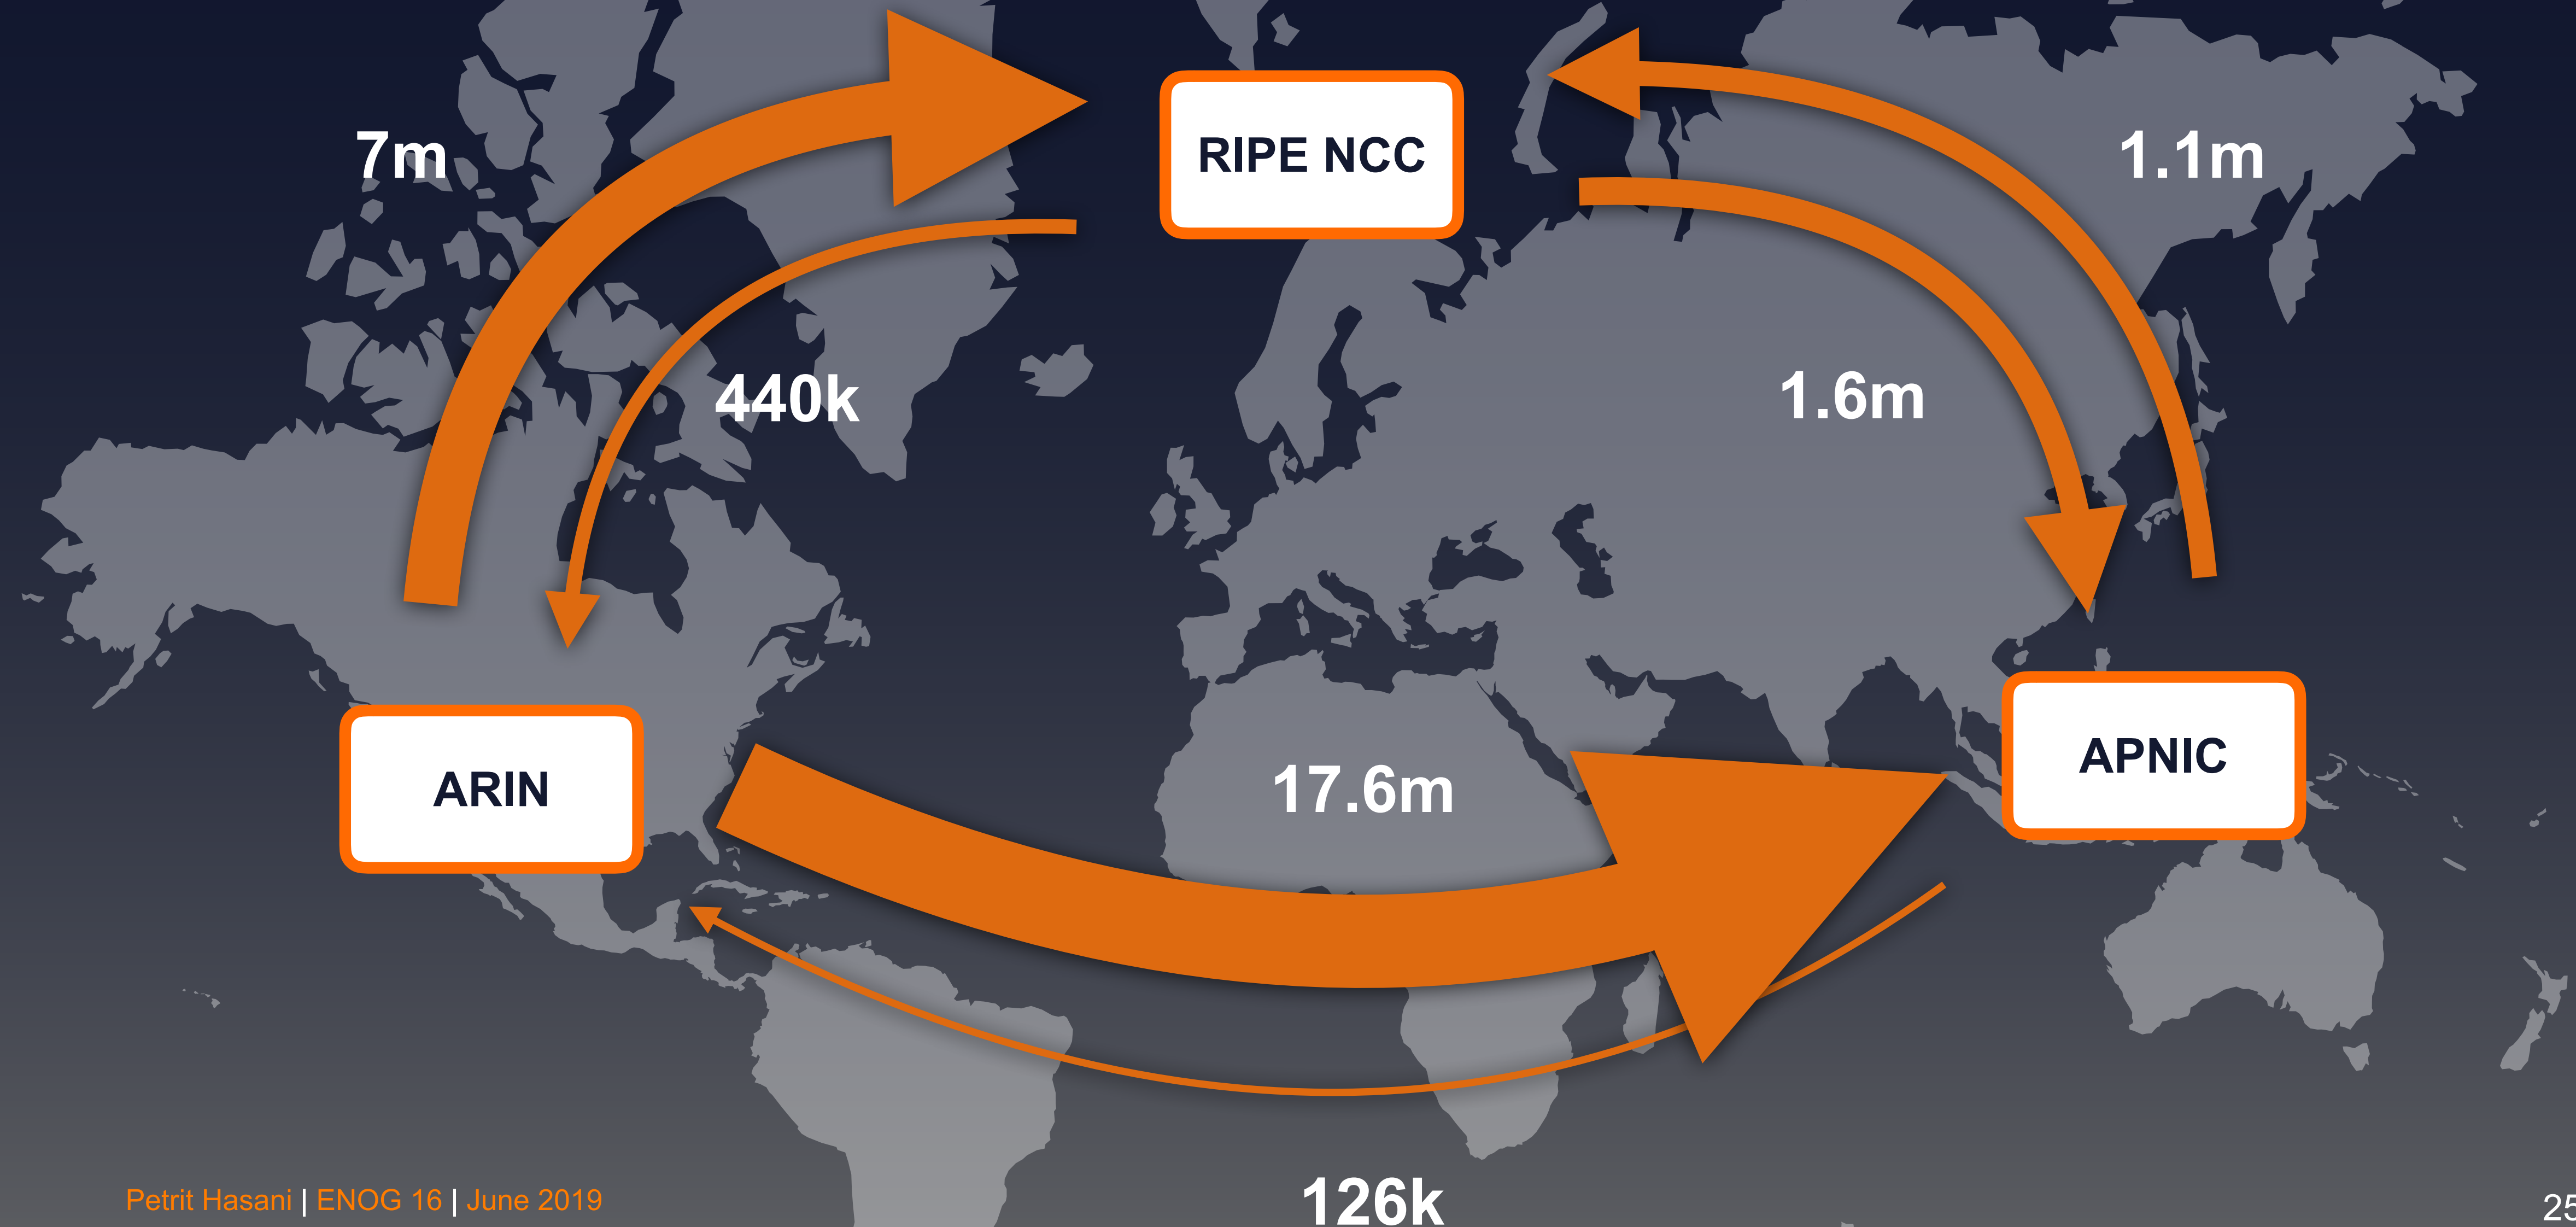 7m
RIPE NCC
1.1m
440k
1.6m
ARIN
17.6m
APNIC
126k
Petrit Hasani | ENOG 16 | June 2019
25